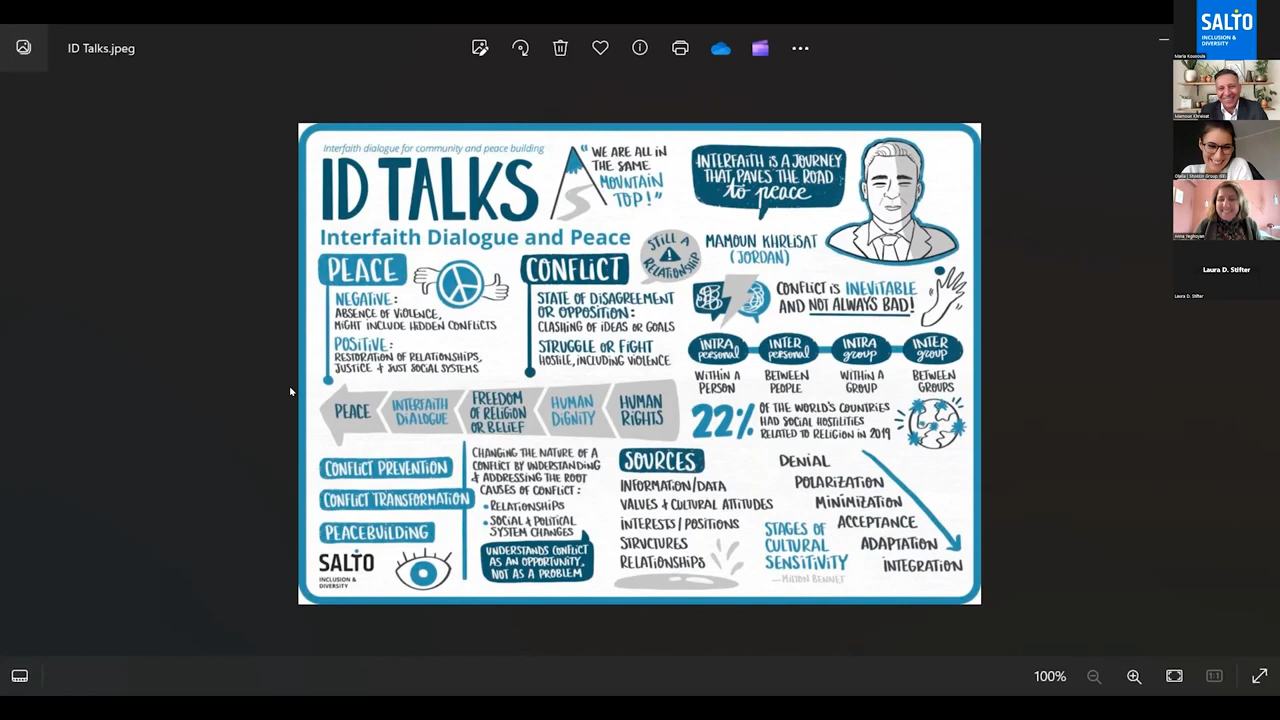 ID Talks.jpeg
SALTO
INCLUSION &
DIVERSITY
Maria Kousoula
Mamoun Khreisat
Laura D. Stifter
Laura D. Stifter
Interfaith dialogue for community and peace building
ID TALKS
Interfaith Dialogue and Peace
"WE ARE ALL IN
THE SAME
MOUNTAIN
TOP!"
INTERFAITH IS A JOURNEY
THAT PAVES THE ROAD
to peace
MAMOUN KHREISAT
(JORDAN)
STILL A
RELATIONSHIP
PEACE
NEGATIVE:
ABSENCE OF VIOLENCE,
MIGHT INCLUDE HIDDEN CONFLICTS
POSITIVE:
RESTORATION OF RELATIONSHIPS,
JUSTICE + JUST SOCIAL SYSTEMS
CONFLICT
STATE OF DISAGREEMENT
OR OPPOSITION:
CLASHING OF IDEAS OR GOALS
STRUGGLE OR FIGHT
HOSTILE, INCLUDING VIOLENCE
CONFLICT IS INEVITABLE
AND NOT ALWAYS BAD!
INTRA personal
WITHIN A PERSON
INTER personal
BETWEEN PEOPLE
INTRA group
WITHIN A GROUP
INTER group
BETWEEN GROUPS
PEACE
INTERFAITH DIALOGUE
FREEDOM OF RELIGION OR BELIEF
HUMAN DIGNITY
HUMAN RIGHTS
22%
OF THE WORLD'S COUNTRIES
HAD SOCIAL HOSTILITIES
RELATED TO RELIGION IN 2019
CONFLICT PREVENTION
CONFLICT TRANSFORMATION
PEACEBUILDING
CHANGING THE NATURE OF A
CONFLICT BY UNDERSTANDING
+ ADDRESSING THE ROOT
CAUSES OF CONFLICT:
• RELATIONSHIPS
• SOCIAL + POLITICAL
SYSTEM CHANGES
UNDERSTANDS CONFLICT
AS AN OPPORTUNITY,
NOT AS A PROBLEM
SOURCES
INFORMATION/DATA
VALUES + CULTURAL ATTITUDES
INTERESTS/POSITIONS
STRUCTURES
RELATIONSHIPS
DENIAL
POLARIZATION
MINIMIZATION
ACCEPTANCE
ADAPTATION
INTEGRATION
STAGES OF
CULTURAL
SENSITIVITY
— MILTON BENNET
SALTO
INCLUSION &
DIVERSITY
100%
1:1